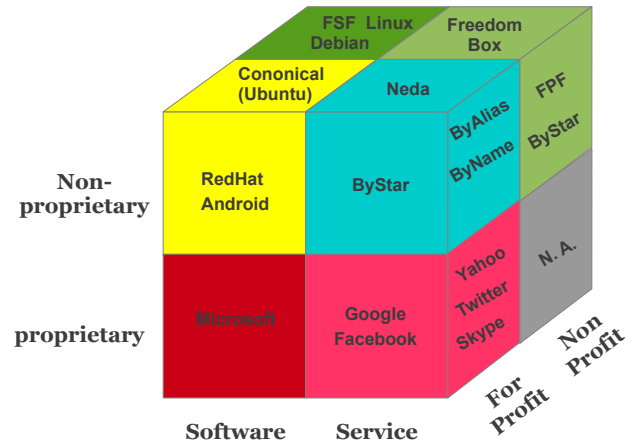 FSF Linux
Debian
Freedom
Box
Cononical
(Ubuntu)
Neda
FPF
ByStar
ByAlias
ByName
Non-
proprietary
RedHat
Android
ByStar
Yahoo
Twitter
Skype
N. A.
proprietary
Microsoft
Google
Facebook
Non
Profit
For
Profit
Software
Service